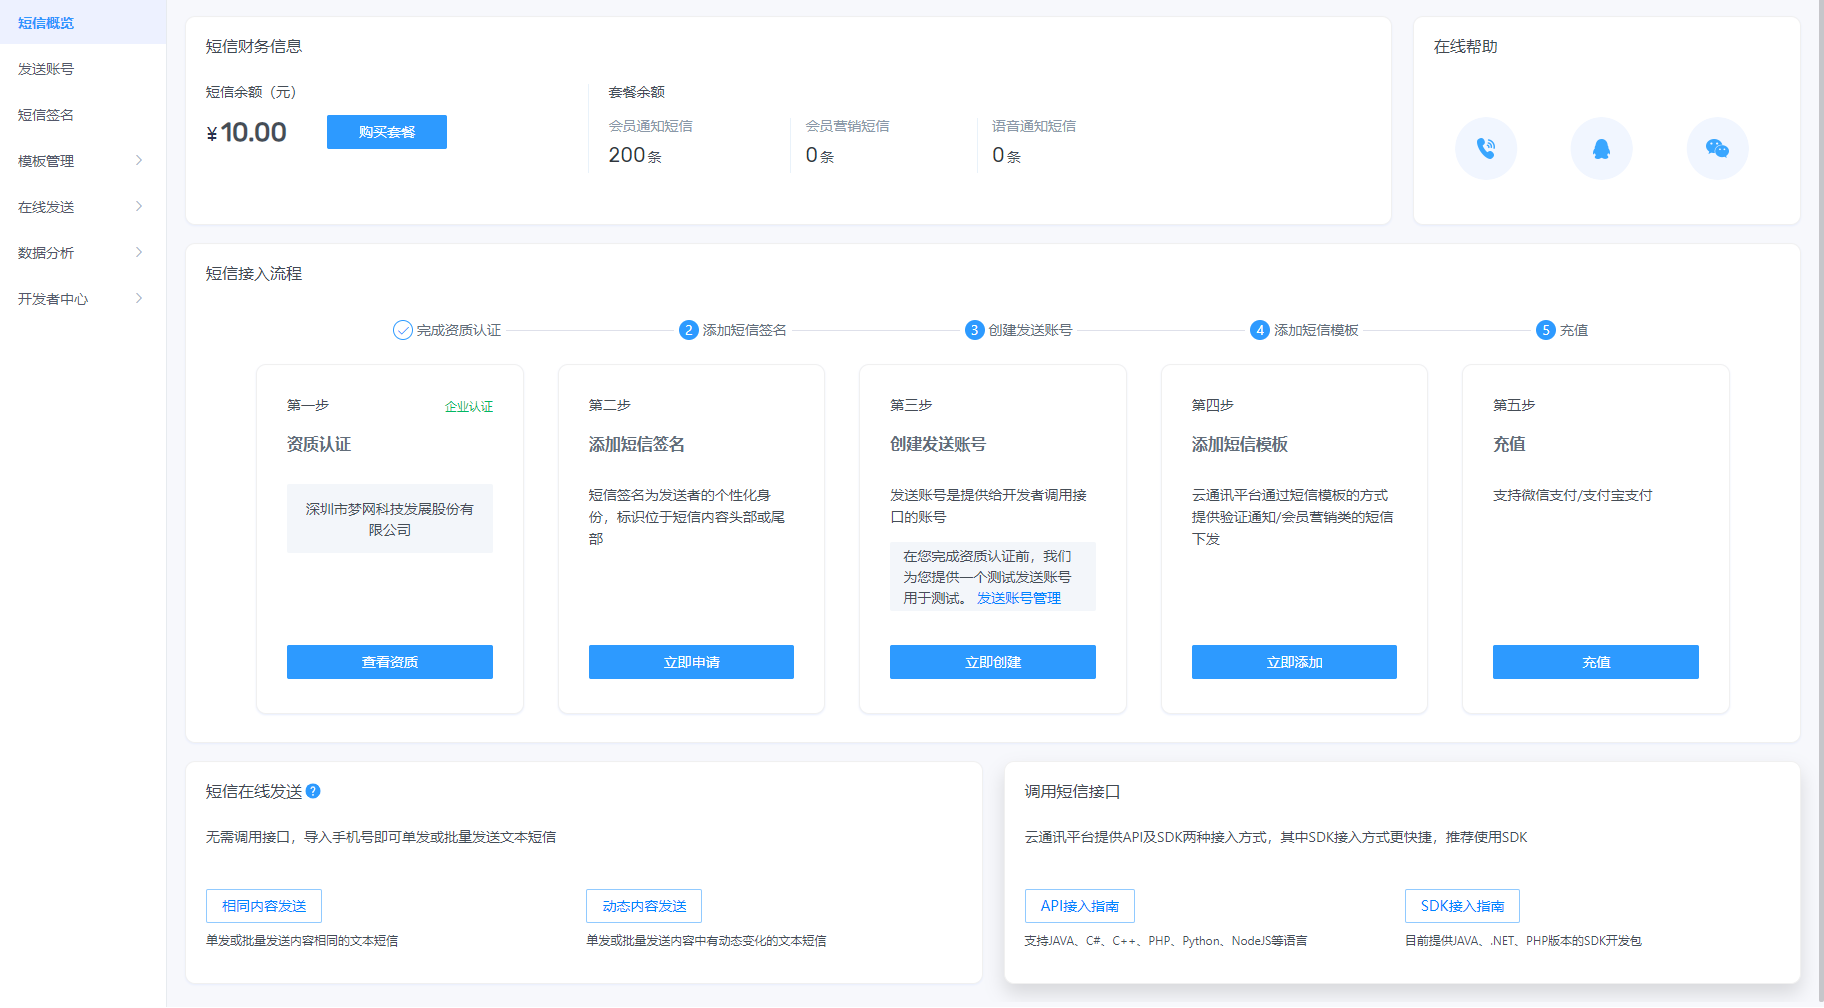 短信概览
发送账号
短信签名
模板管理
在线发送
数据分析
开发者中心
短信财务信息
短信余额（元）
¥10.00
购买套餐
套餐余额
会员通知短信
200条
会员营销短信
0条
语音通知短信
0条
在线帮助
短信接入流程
完成资质认证
2 添加短信签名
3 创建发送账号
4 添加短信模板
5 充值
第一步
企业认证
资质认证
深圳市梦网科技发展股份有
限公司
查看资质
第二步
添加短信签名
短信签名为发送者的个性化身
份，标识位于短信内容头部或尾
部
立即申请
第三步
创建发送账号
发送账号是提供给开发者调用接
口的账号
在您完成资质认证前，我们
为您提供一个测试发送账号
用于测试。 发送账号管理
立即创建
第四步
添加短信模板
云通讯平台通过短信模板的方式
提供验证通知/会员营销类的短信
下发
立即添加
第五步
充值
支持微信支付/支付宝支付
充值
短信在线发送 ?
无需调用接口，导入手机号即可单发或批量发送文本短信
相同内容发送
单发或批量发送内容相同的文本短信
动态内容发送
单发或批量发送内容中有动态变化的文本短信
调用短信接口
云通讯平台提供API及SDK两种接入方式，其中SDK接入方式更快捷，推荐使用SDK
API接入指南
支持JAVA、C#、C++、PHP、Python、NodeJS等语言
SDK接入指南
目前提供JAVA、.NET、PHP版本的SDK开发包